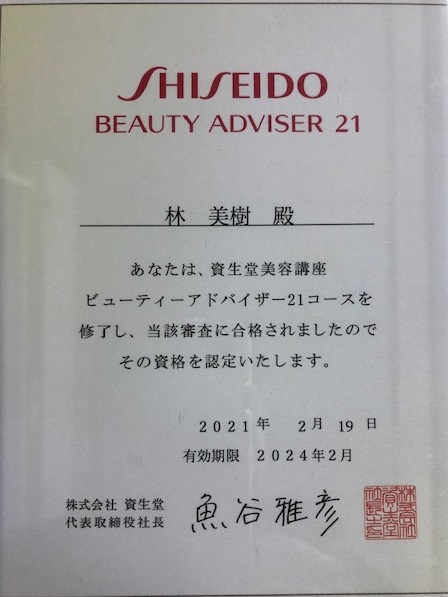 SHISEIDO
BEAUTY ADVISER 21
林 美樹 殿
あなたは、資生堂美容講座
ビューティーアドバイザー21コースを
修了し、当該審査に合格されましたので
その資格を認定いたします。
2021年 2月 19日
有効期限 2024年2月
株式会社 資生堂
代表取締役社長
魚谷雅彦